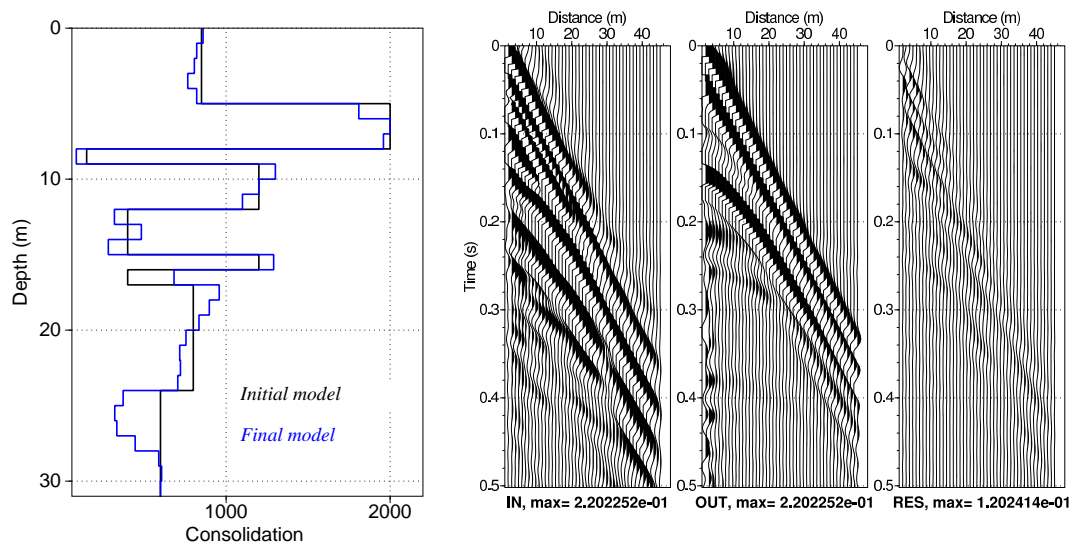 0
10
20
30
Depth (m)
1000 2000
Consolidation
Initial model
Final model
Distance (m)
10 20 30 40
0
0.1
0.2
0.3
0.4
0.5
Time (s)
IN, max= 2.202252e-01
Distance (m)
10 20 30 40
0
0.1
0.2
0.3
0.4
0.5
OUT, max= 2.202252e-01
Distance (m)
10 20 30 40
0
0.1
0.2
0.3
0.4
0.5
RES, max= 1.202414e-01